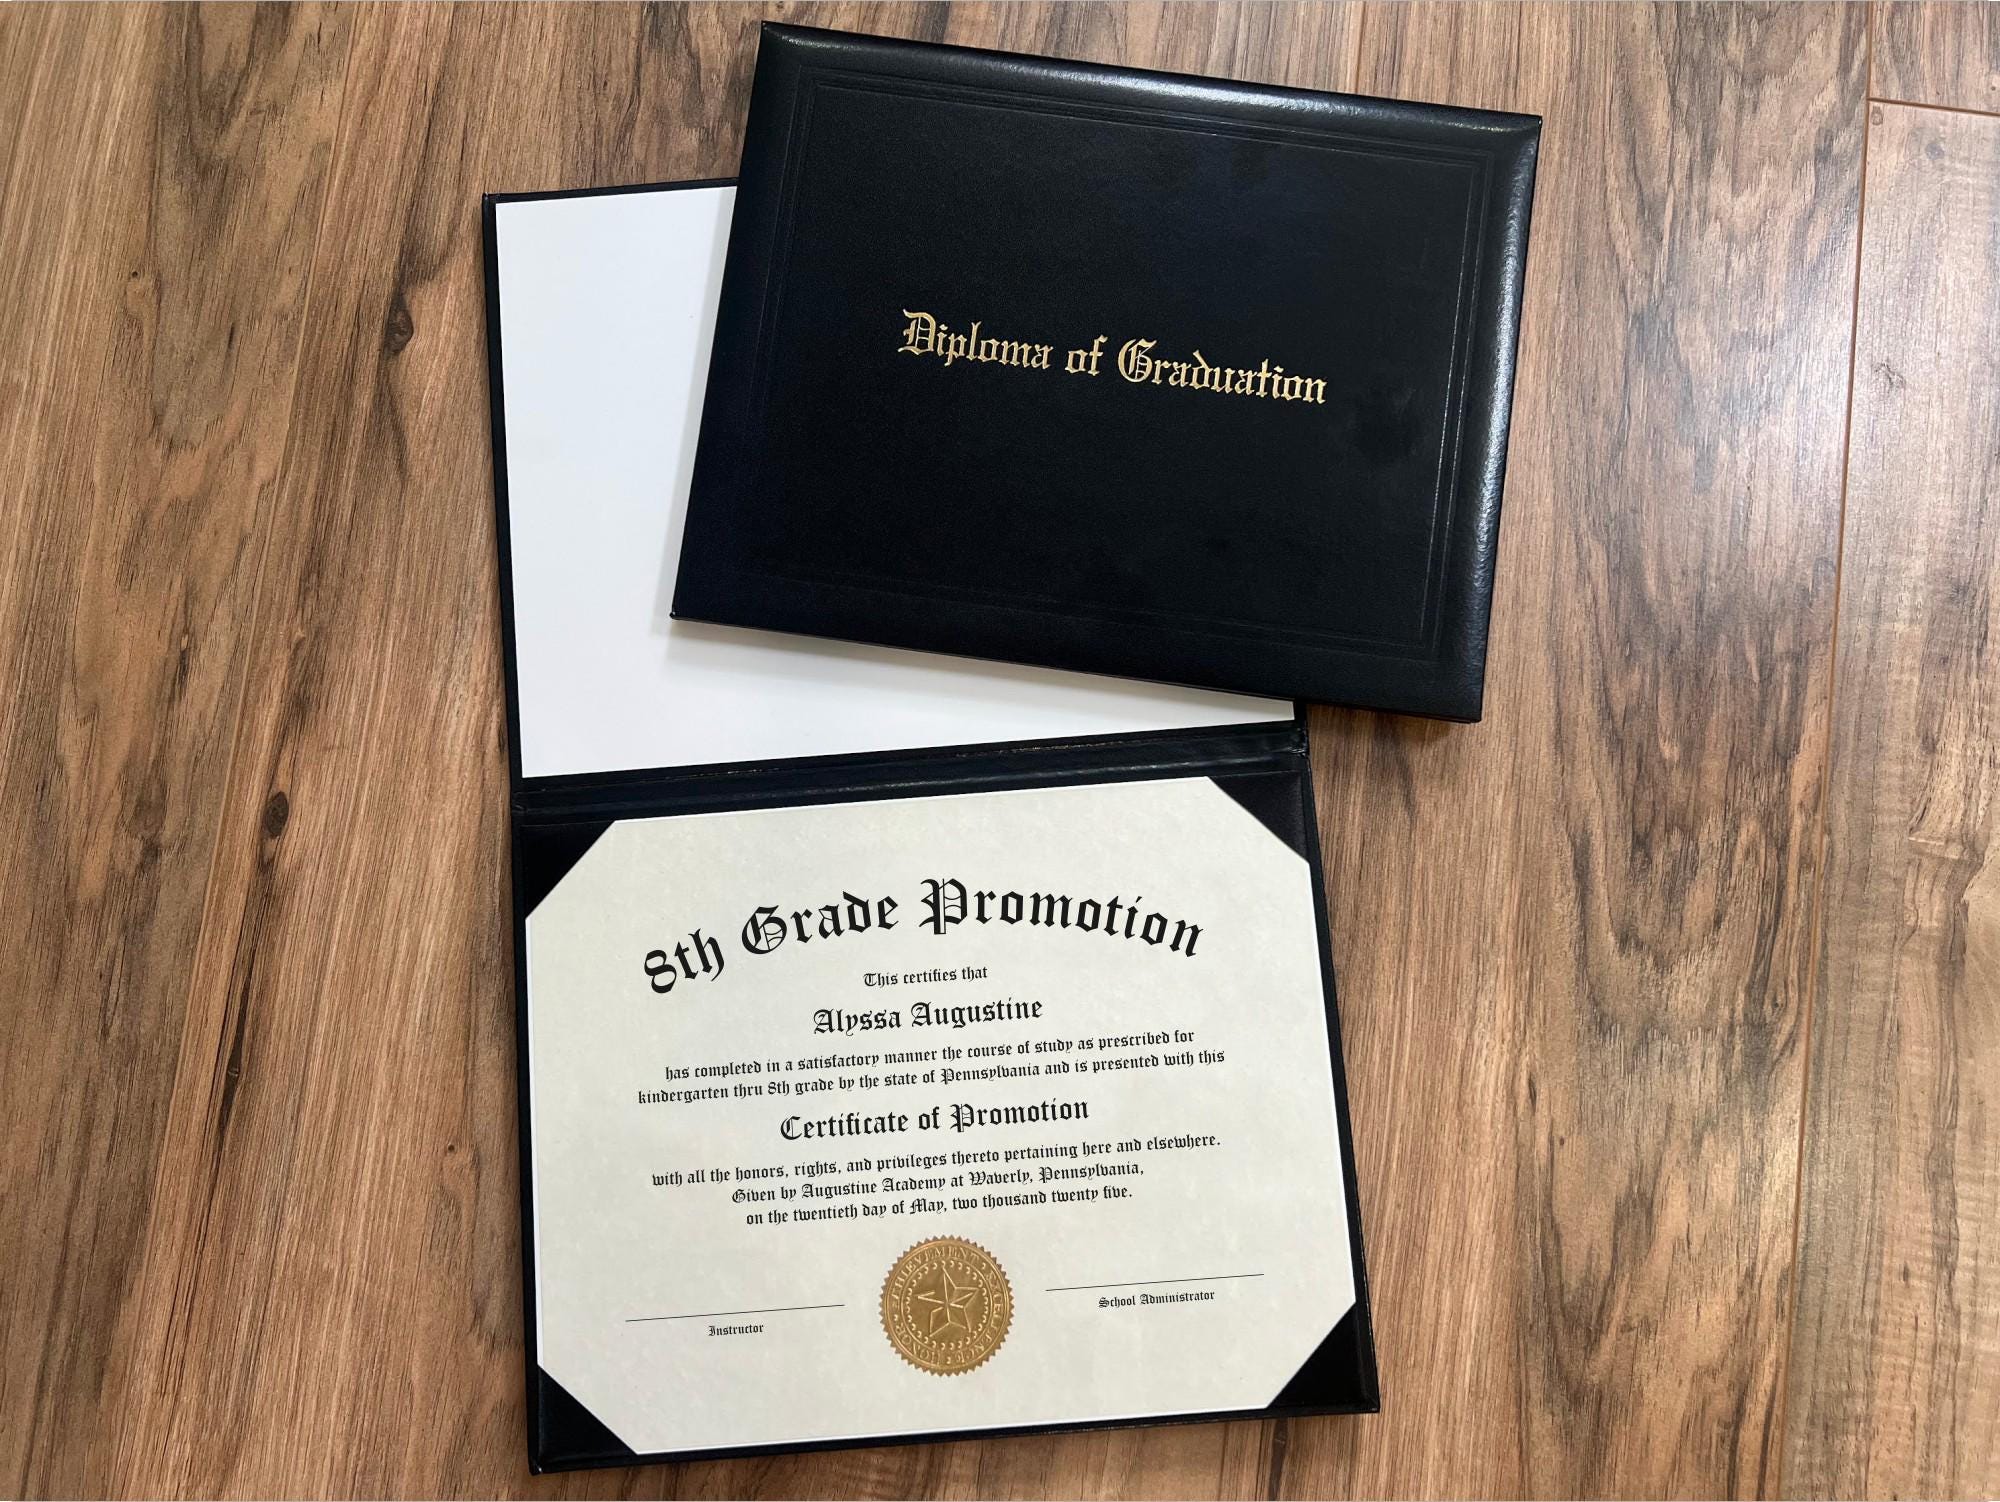 Diploma of Graduation
8th Grade Promotion
This certifies that
Alyssa Augustine
has completed in a satisfactory manner the course of study as prescribed for
kindergarten thru 8th grade by the state of Pennsylvania and is presented with this
Certificate of Promotion
with all the honors, rights, and privileges thereto pertaining here and elsewhere.
Given by Augustine Academy at Waverly, Pennsylvania,
on the twentieth day of May, two thousand twenty five.
ACHIEVEMENT EXCELLENCE HONOR
Instructor
School Administrator